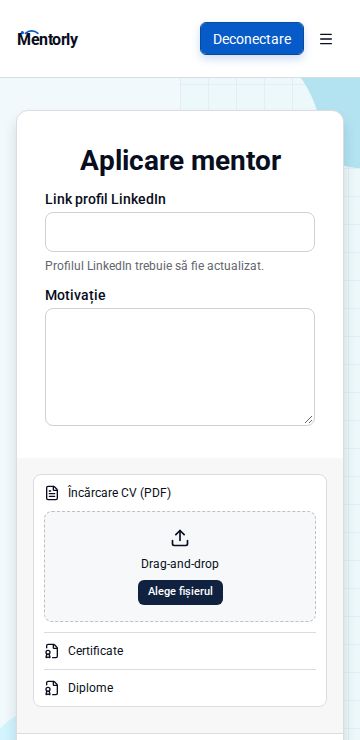 Mentorly
Deconectare
Aplicare mentor
Link profil LinkedIn
Profilul LinkedIn trebuie să fie actualizat.
Motivație
Încărcare CV (PDF)
Drag-and-drop
Alege fișierul
Certificate
Diplome